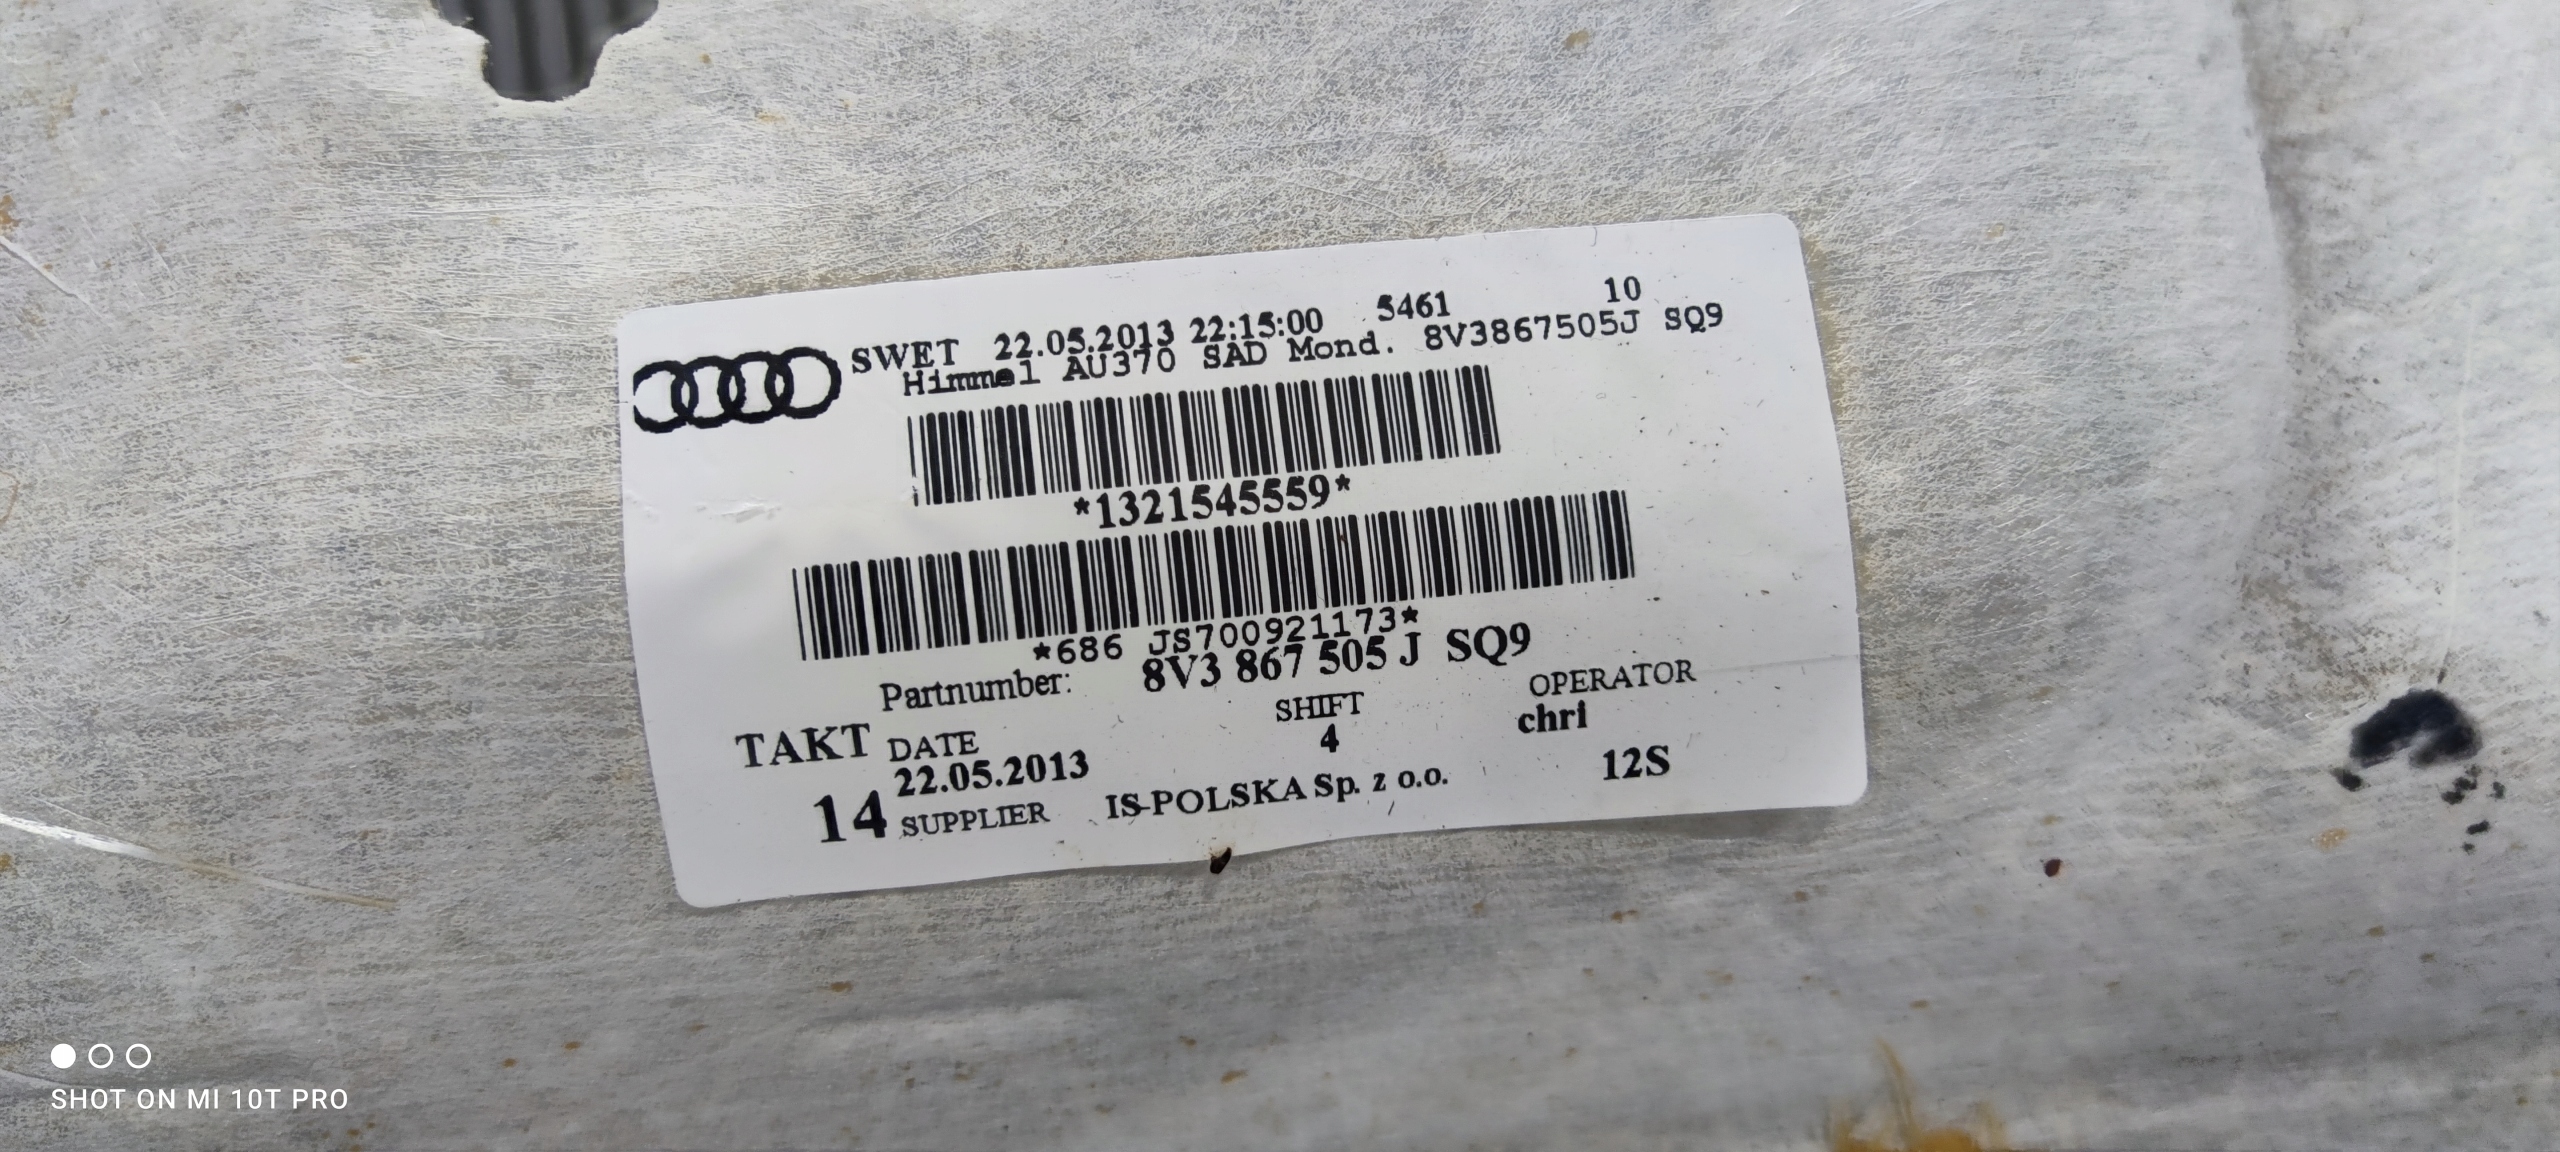 SWET 22.05.2013 22:15:00 5461 10
Himmel AU370 SAD Mond. 8V3867505J SQ9
*1321545559*
*686 JS700921173*
Partnumber: 8V3 867 505 J SQ9
TAKT DATE SHIFT OPERATOR
22.05.2013 4 chri
14 SUPPLIER IS-POLSKA Sp. z o.o. 12S
SHOT ON MI 10T PRO